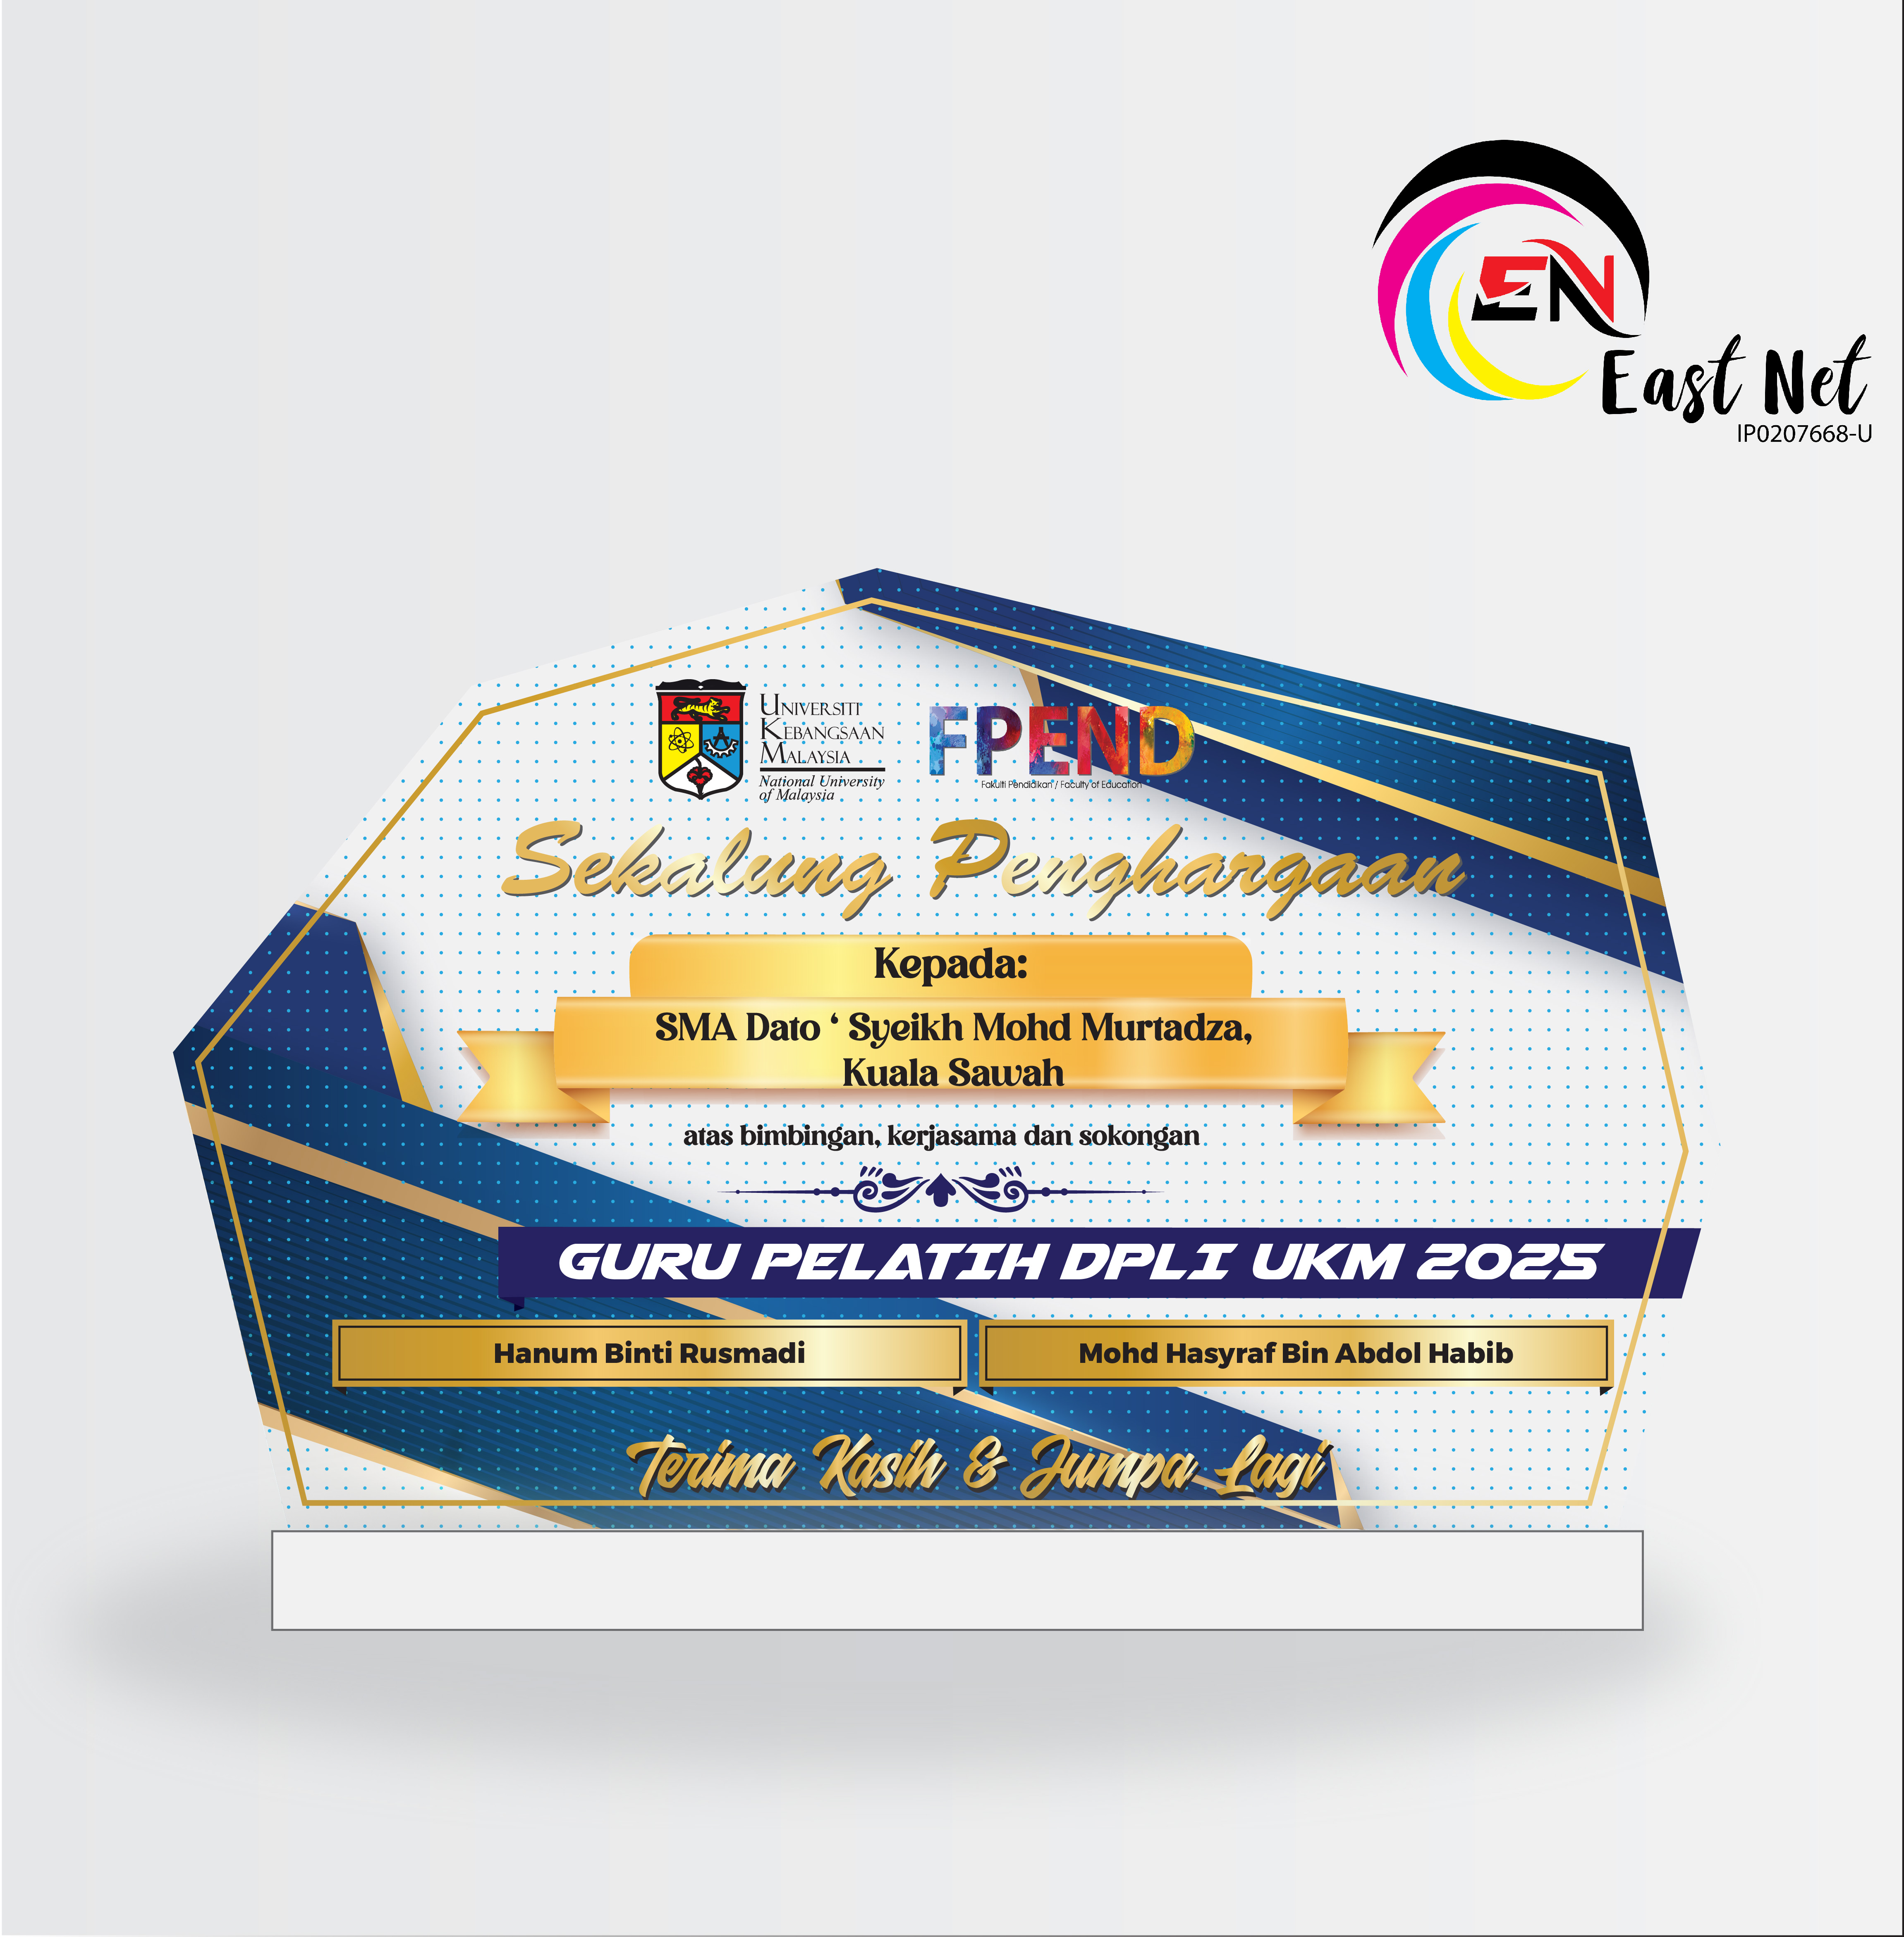 EN
East Net
IP0207668-U
UNIVERSITI
KEBANGSAAN
MALAYSIA
National University
of Malaysia
FPEND
Fakulti Pendidikan / Faculty of Education
Sekalung Penghargaan
Kepada:
SMA Dato ‘ Syeikh Mohd Murtadza,
Kuala Sawah
atas bimbingan, kerjasama dan sokongan
GURU PELATIH DPLI UKM 2025
Hanum Binti Rusmadi
Mohd Hasyraf Bin Abdol Habib
Terima Kasih & Jumpa Lagi